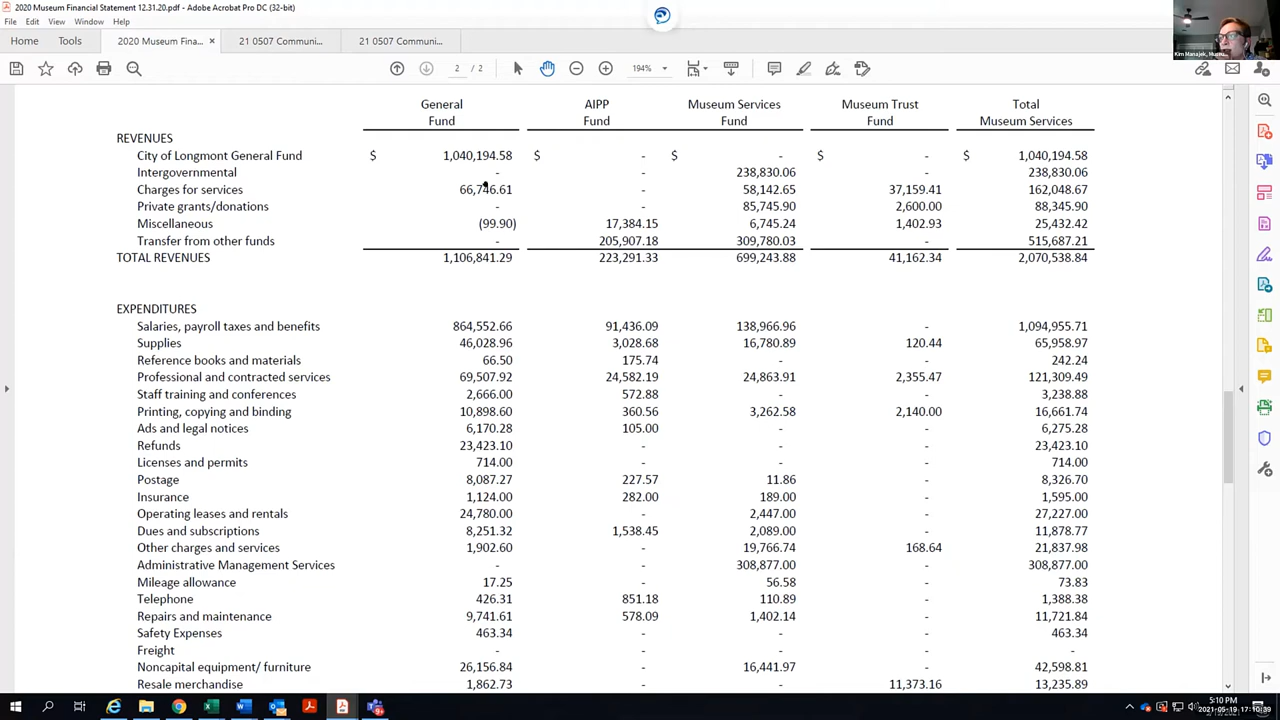 2020 Museum Financial Statement 12.31.20.pdf - Adobe Acrobat Pro DC (32-bit)
File Edit View Window Help
Home Tools 2020 Museum Fina... × 21 0507 Communi... 21 0507 Communi...
2 / 2 194%
General AIPP Museum Services Museum Trust Total
Fund Fund Fund Fund Museum Services
REVENUES
City of Longmont General Fund $ 1,040,194.58 $ - $ - $ - $ 1,040,194.58
Intergovernmental - - 238,830.06 - 238,830.06
Charges for services 66,746.61 - 58,142.65 37,159.41 162,048.67
Private grants/donations - - 85,745.90 2,600.00 88,345.90
Miscellaneous (99.90) 17,384.15 6,745.24 1,402.93 25,432.42
Transfer from other funds - 205,907.18 309,780.03 - 515,687.21
TOTAL REVENUES 1,106,841.29 223,291.33 699,243.88 41,162.34 2,070,538.84
EXPENDITURES
Salaries, payroll taxes and benefits 864,552.66 91,436.09 138,966.96 - 1,094,955.71
Supplies 46,028.96 3,028.68 16,780.89 120.44 65,958.97
Reference books and materials 66.50 175.74 - - 242.24
Professional and contracted services 69,507.92 24,582.19 24,863.91 2,355.47 121,309.49
Staff training and conferences 2,666.00 572.88 - - 3,238.88
Printing, copying and binding 10,898.60 360.56 3,262.58 2,140.00 16,661.74
Ads and legal notices 6,170.28 105.00 - - 6,275.28
Refunds 23,423.10 - - - 23,423.10
Licenses and permits 714.00 - - - 714.00
Postage 8,087.27 227.57 11.86 - 8,326.70
Insurance 1,124.00 282.00 189.00 - 1,595.00
Operating leases and rentals 24,780.00 - 2,447.00 - 27,227.00
Dues and subscriptions 8,251.32 1,538.45 2,089.00 - 11,878.77
Other charges and services 1,902.60 - 19,766.74 168.64 21,837.98
Administrative Management Services - - 308,877.00 - 308,877.00
Mileage allowance 17.25 - 56.58 - 73.83
Telephone 426.31 851.18 110.89 - 1,388.38
Repairs and maintenance 9,741.61 578.09 1,402.14 - 11,721.84
Safety Expenses 463.34 - - - 463.34
Freight - - - - -
Noncapital equipment/ furniture 26,156.84 - 16,441.97 - 42,598.81
Resale merchandise 1,862.73 - - 11,373.16 13,235.89
5:10 PM
2021-05-19 17:10:39